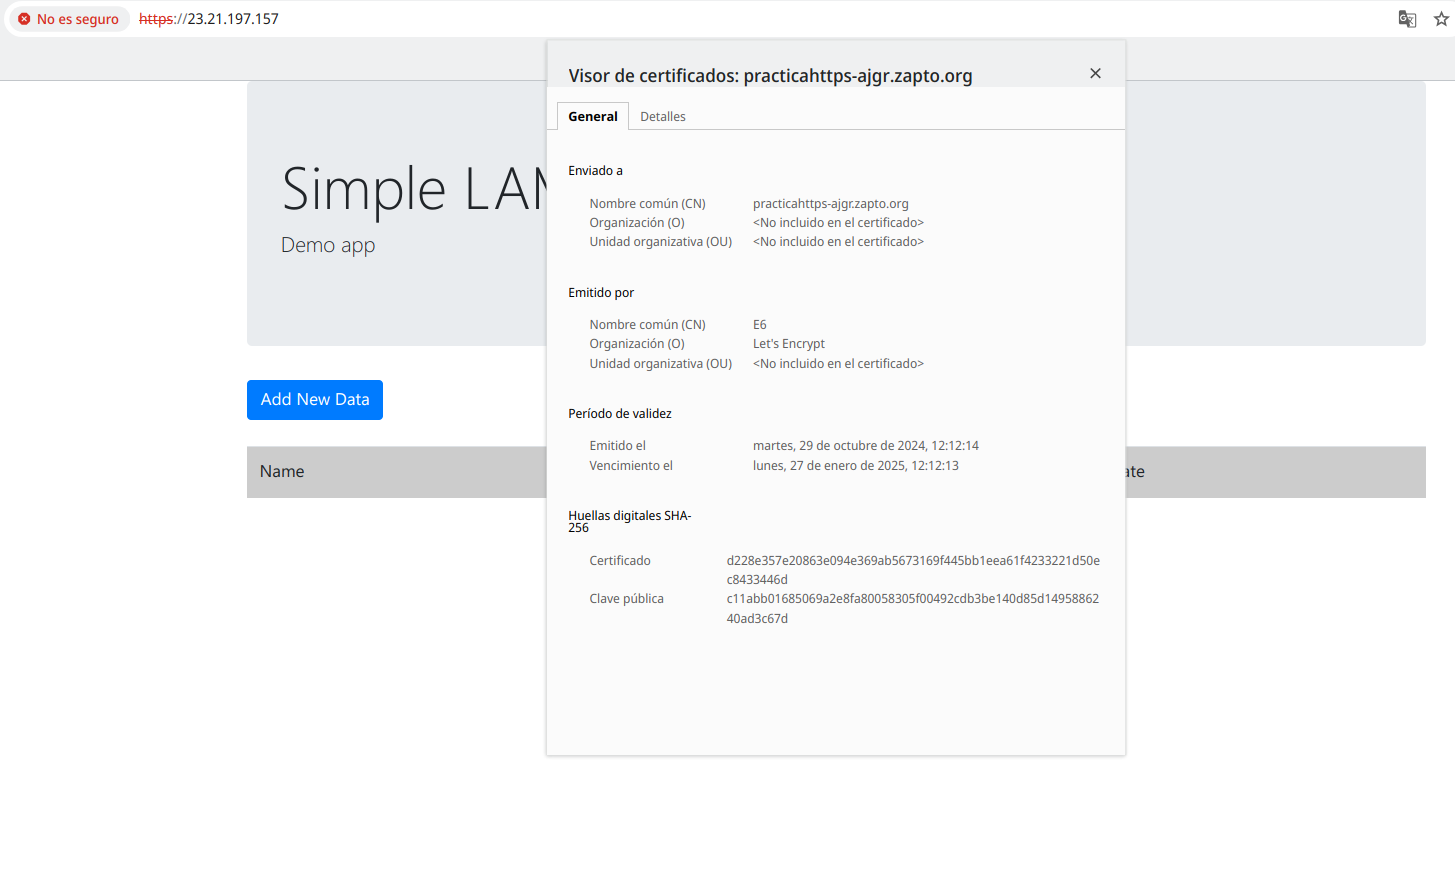 No es seguro https://23.21.197.157
Visor de certificados: practicahttps-ajgr.zapto.org
General Detalles
Enviado a
Nombre común (CN) practicahttps-ajgr.zapto.org
Organización (O) <No incluido en el certificado>
Unidad organizativa (OU) <No incluido en el certificado>
Emitido por
Nombre común (CN) E6
Organización (O) Let's Encrypt
Unidad organizativa (OU) <No incluido en el certificado>
Período de validez
Emitido el martes, 29 de octubre de 2024, 12:12:14
Vencimiento el lunes, 27 de enero de 2025, 12:12:13
Huellas digitales SHA-
256
Certificado d228e357e20863e094e369ab5673169f445bb1eea61f4233221d50e
c8433446d
Clave pública c11abb01685069a2e8fa80058305f00492cdb3be140d85d14958862
40ad3c67d
Simple LAM
Demo app
Add New Data
Name ate